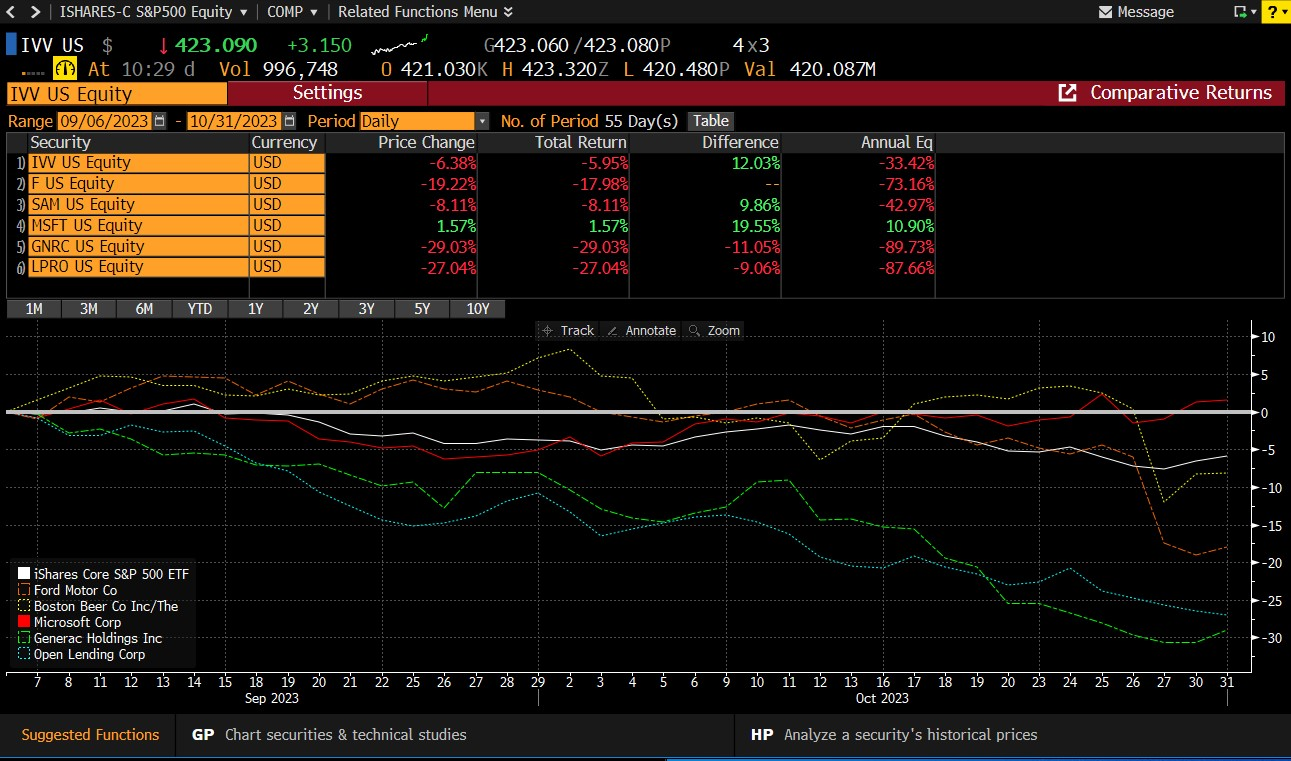 ISHARES-C S&P500 Equity ▾ | COMP ▾ | Related Functions Menu Message ?
IVV US $ ↓ 423.090 +3.150 G423.060/423.080P 4x3
At 10:29 d Vol 996,748 O 421.030K H 423.320Z L 420.480P Val 420.087M
IVV US Equity Settings Comparative Returns
Range 09/06/2023 - 10/31/2023 Period Daily No. of Period 55 Day(s) Table
Security Currency Price Change Total Return Difference Annual Eq
1) IVV US Equity USD -6.38% -5.95% 12.03% -33.42%
2) F US Equity USD -19.22% -17.98% -- -73.16%
3) SAM US Equity USD -8.11% -8.11% 9.86% -42.97%
4) MSFT US Equity USD 1.57% 1.57% 19.55% 10.90%
5) GNRC US Equity USD -29.03% -29.03% -11.05% -89.73%
6) LPRO US Equity USD -27.04% -27.04% -9.06% -87.66%
1M 3M 6M YTD 1Y 2Y 3Y 5Y 10Y
Track Annotate Zoom
10
5
0
-5
-10
-15
-20
-25
-30
iShares Core S&P 500 ETF
Ford Motor Co
Boston Beer Co Inc/The
Microsoft Corp
Generac Holdings Inc
Open Lending Corp
7 8 11 12 13 14 15 18 19 20 21 22 25 26 27 28 29 2 3 4 5 6 9 10 11 12 13 16 17 18 19 20 23 24 25 26 27 30 31
Sep 2023 Oct 2023
Suggested Functions GP Chart securities & technical studies HP Analyze a security's historical prices